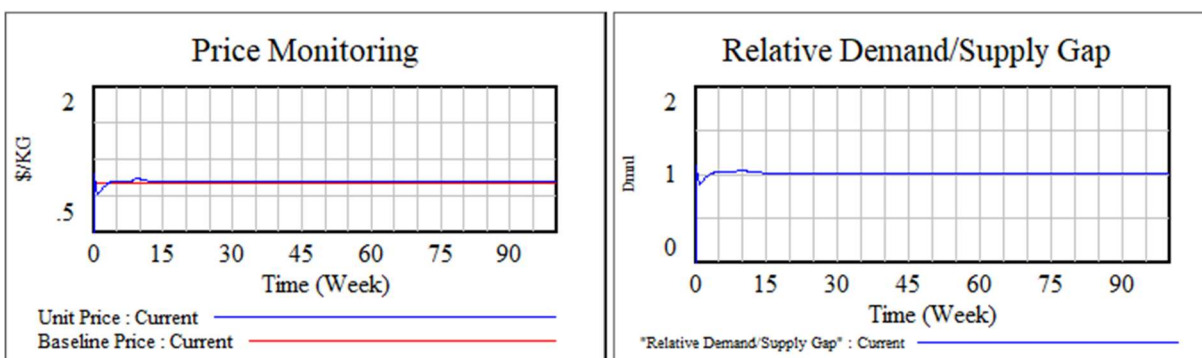 Price Monitoring
2
$/KG
.5
0 15 30 45 60 75 90
Time (Week)
Unit Price : Current
Baseline Price : Current
Relative Demand/Supply Gap
2
1
Dmnl
0
0 15 30 45 60 75 90
Time (Week)
"Relative Demand/Supply Gap" : Current